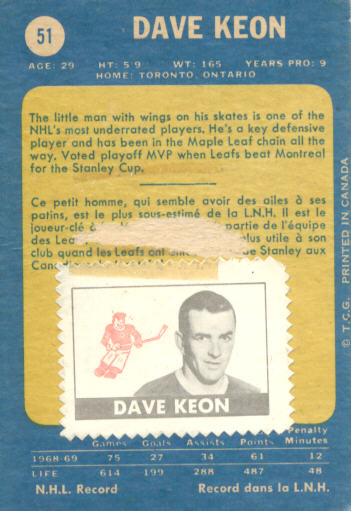 51
DAVE KEON
AGE: 29 HT: 5 9 WT: 165 YEARS PRO: 9
HOME: TORONTO, ONTARIO
The little man with wings on his skates is one of the
NHL's most underrated players. He's a key defensive
player and has been in the Maple Leaf chain all the
way. Voted playoff MVP when Leafs beat Montreal
for the Stanley Cup.
Ce petit homme, qui semble avoir des ailes à ses
patins, est le plus sous-estimé de la L.N.H. Il est le
joueur-clé à partie de l'équipe
des plus utile à son
club quand les Leafs ont de Stanley aux
DAVE KEON
Games Goals Assists Points Penalty Minutes
1968-69 75 27 34 61 12
LIFE 614 199 288 487 48
N.H.L. Record Record dans la L.N.H.
© T.C.G. PRINTED IN CANADA